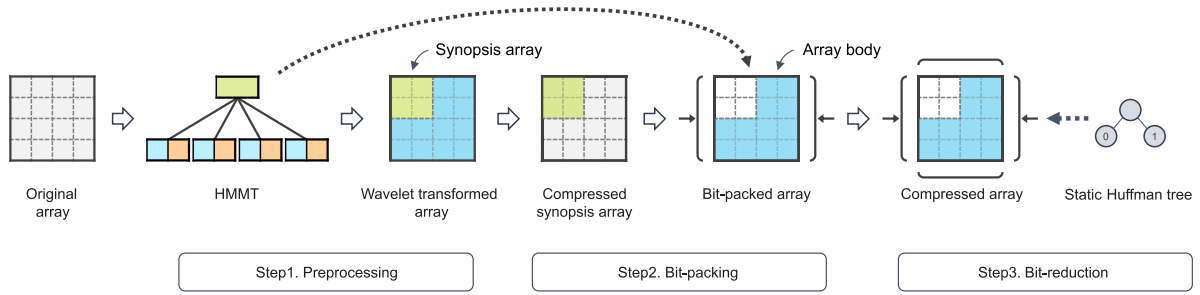 Synopsis array
Array body
0
1
Original
array
HMMT
Wavelet transformed
array
Compressed
synopsis array
Bit-packed array
Compressed array
Static Huffman tree
Step1. Preprocessing
Step2. Bit-packing
Step3. Bit-reduction